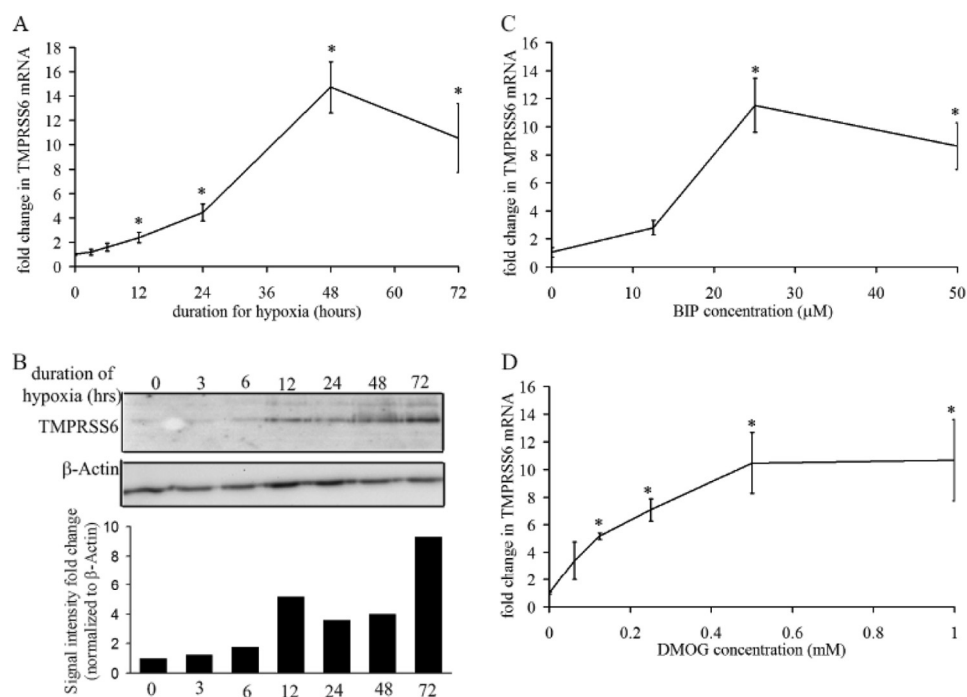 A
fold change in TMPRSS6 mRNA
18
16
14
12
10
8
6
4
2
0
* * * *
0 12 24 36 48 60 72
duration for hypoxia (hours)
B
duration of
hypoxia (hrs)
0 3 6 12 24 48 72
TMPRSS6
β-Actin
Signal intensity fold change
(normalized to β-Actin)
10
8
6
4
2
0
0 3 6 12 24 48 72
C
fold change in TMPRSS6 mRNA
16
14
12
10
8
6
4
2
0
* *
0 10 20 30 40 50
BIP concentration (μM)
D
fold change in TMPRSS6 mRNA
16
14
12
10
8
6
4
2
0
* * * *
0 0.2 0.4 0.6 0.8 1
DMOG concentration (mM)